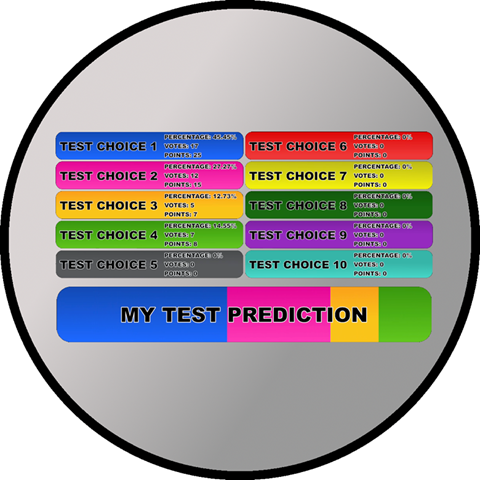 TEST CHOICE 1
PERCENTAGE: 45.45%
VOTES: 17
POINTS: 25
TEST CHOICE 2
PERCENTAGE: 27.27%
VOTES: 12
POINTS: 15
TEST CHOICE 3
PERCENTAGE: 12.73%
VOTES: 5
POINTS: 7
TEST CHOICE 4
PERCENTAGE: 14.55%
VOTES: 7
POINTS: 8
TEST CHOICE 5
PERCENTAGE: 0%
VOTES: 0
POINTS: 0
TEST CHOICE 6
PERCENTAGE: 0%
VOTES: 0
POINTS: 0
TEST CHOICE 7
PERCENTAGE: 0%
VOTES: 0
POINTS: 0
TEST CHOICE 8
PERCENTAGE: 0%
VOTES: 0
POINTS: 0
TEST CHOICE 9
PERCENTAGE: 0%
VOTES: 0
POINTS: 0
TEST CHOICE 10
PERCENTAGE: 0%
VOTES: 0
POINTS: 0
MY TEST PREDICTION